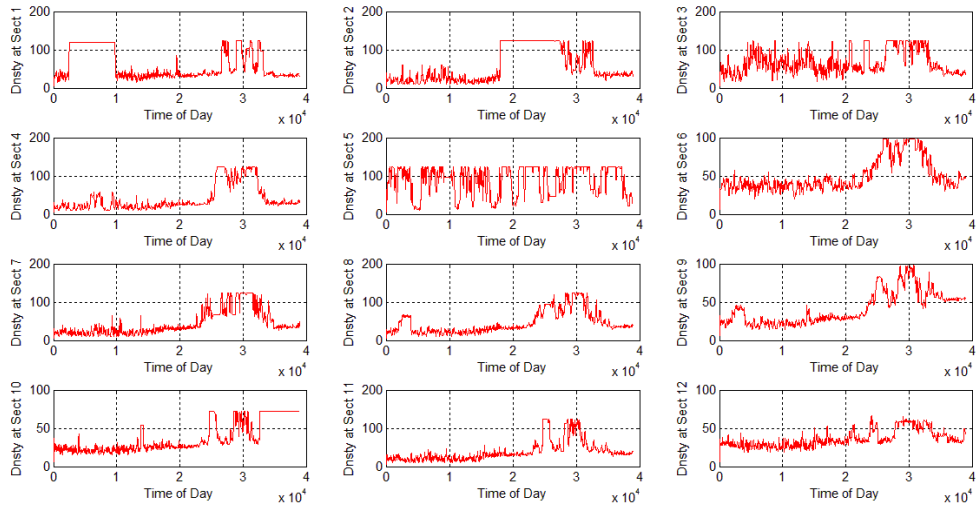 Dnsty at Sect 1
200
100
0
0 1 2 3 4
x 10^4
Time of Day
Dnsty at Sect 2
200
100
0
0 1 2 3 4
x 10^4
Time of Day
Dnsty at Sect 3
200
100
0
0 1 2 3 4
x 10^4
Time of Day
Dnsty at Sect 4
200
100
0
0 1 2 3 4
x 10^4
Time of Day
Dnsty at Sect 5
200
100
0
0 1 2 3 4
x 10^4
Time of Day
Dnsty at Sect 6
100
50
0
0 1 2 3 4
x 10^4
Time of Day
Dnsty at Sect 7
200
100
0
0 1 2 3 4
x 10^4
Time of Day
Dnsty at Sect 8
200
100
0
0 1 2 3 4
x 10^4
Time of Day
Dnsty at Sect 9
100
50
0
0 1 2 3 4
x 10^4
Time of Day
Dnsty at Sect 10
100
50
0
0 1 2 3 4
x 10^4
Time of Day
Dnsty at Sect 11
200
100
0
0 1 2 3 4
x 10^4
Time of Day
Dnsty at Sect 12
100
50
0
0 1 2 3 4
x 10^4
Time of Day